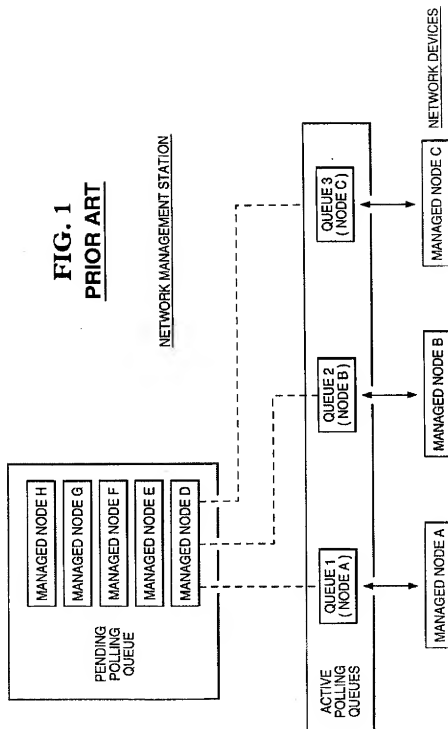 FIG. 1
PRIOR ART
NETWORK MANAGEMENT STATION
PENDING
POLLING
QUEUE
MANAGED NODE H
MANAGED NODE G
MANAGED NODE F
MANAGED NODE E
MANAGED NODE D
ACTIVE
POLLING
QUEUES
QUEUE 1
( NODE A )
QUEUE 2
( NODE B )
QUEUE 3
( NODE C )
MANAGED NODE A
MANAGED NODE B
MANAGED NODE C
NETWORK DEVICES